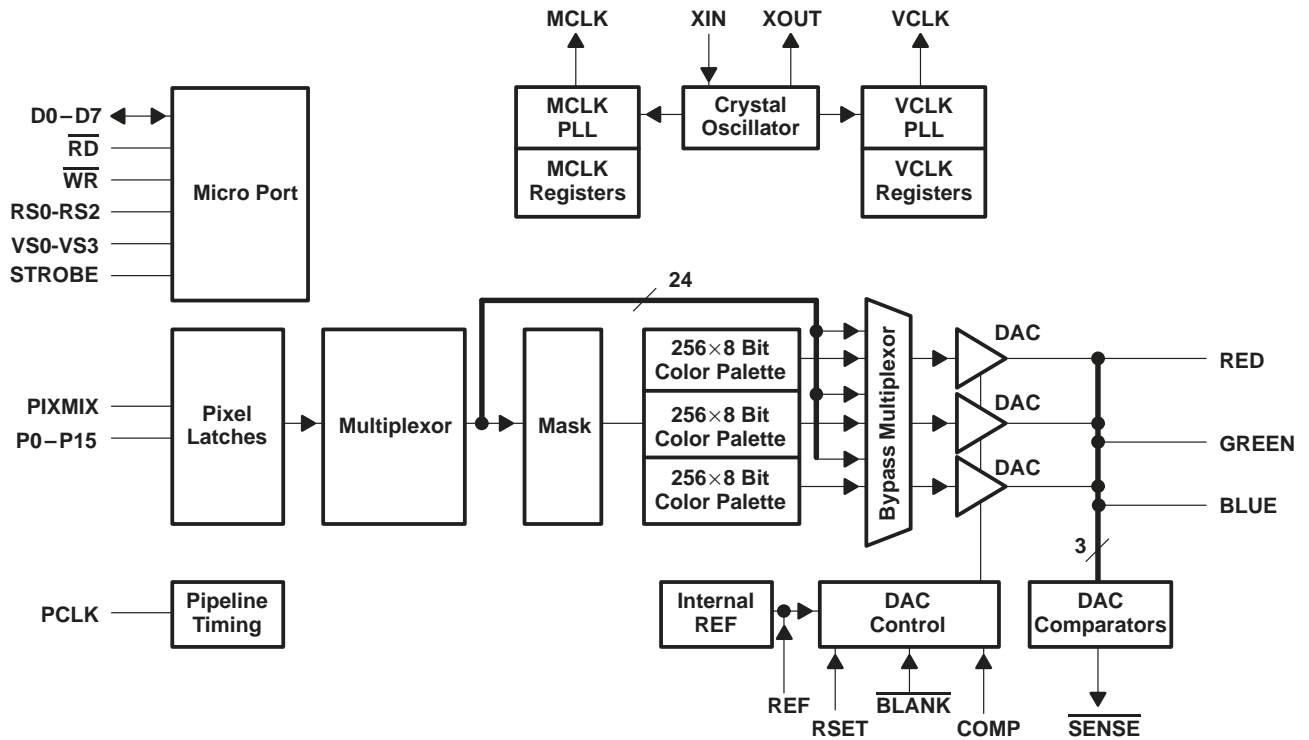 MCLK XIN XOUT VCLK
D0–D7
RD
WR
RS0-RS2
VS0-VS3
STROBE
Micro Port
MCLK
PLL
MCLK
Registers
Crystal
Oscillator
VCLK
PLL
VCLK
Registers
24
PIXMIX
P0–P15
Pixel
Latches
Multiplexor
Mask
256×8 Bit
Color Palette
256×8 Bit
Color Palette
256×8 Bit
Color Palette
Bypass Multiplexor
DAC
DAC
DAC
RED
GREEN
BLUE
3
PCLK
Pipeline
Timing
Internal
REF
DAC
Control
DAC
Comparators
REF
RSET
BLANK
COMP
SENSE